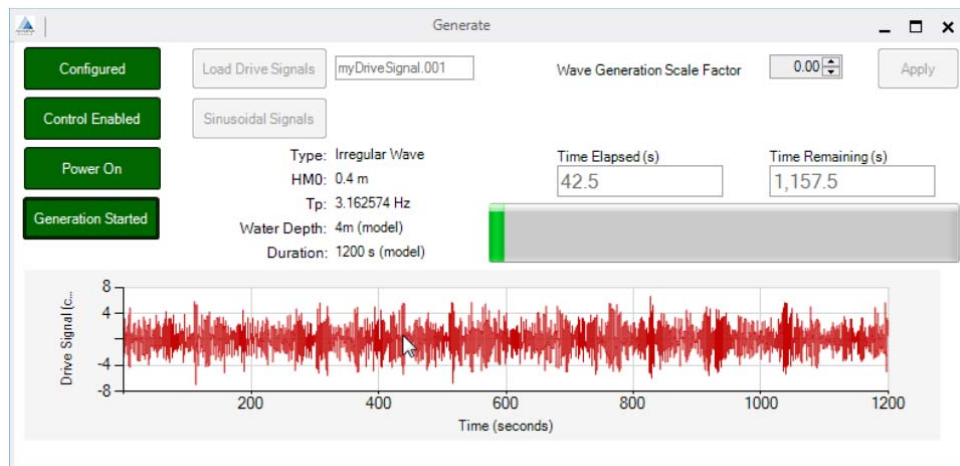 Generate
Configured
Load Drive Signals
myDriveSignal.001
Wave Generation Scale Factor
0.00
Apply
Control Enabled
Sinusoidal Signals
Power On
Type: Irregular Wave
HM0: 0.4 m
Tp: 3.162574 Hz
Water Depth: 4m (model)
Duration: 1200 s (model)
Time Elapsed (s)
42.5
Time Remaining (s)
1,157.5
Generation Started
Drive Signal (c...
8
4
-4
-8
200 400 600 800 1000 1200
Time (seconds)